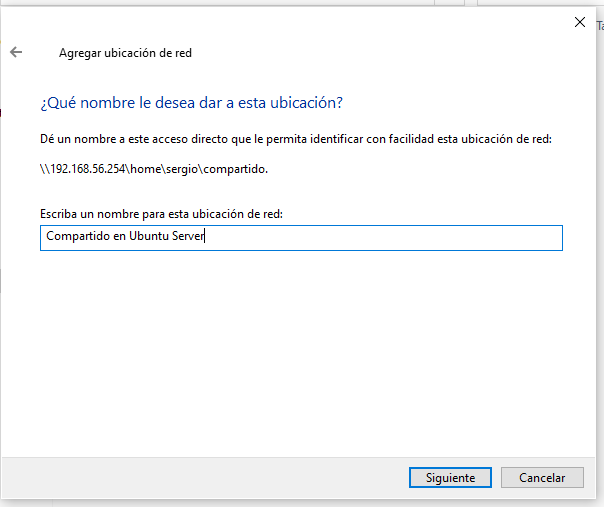 Ta
Agregar ubicación de red
¿Qué nombre le desea dar a esta ubicación?
Dé un nombre a este acceso directo que le permita identificar con facilidad esta ubicación de red:
\\192.168.56.254\home\sergio\compartido.
Escriba un nombre para esta ubicación de red:
Compartido en Ubuntu Server
Siguiente
Cancelar